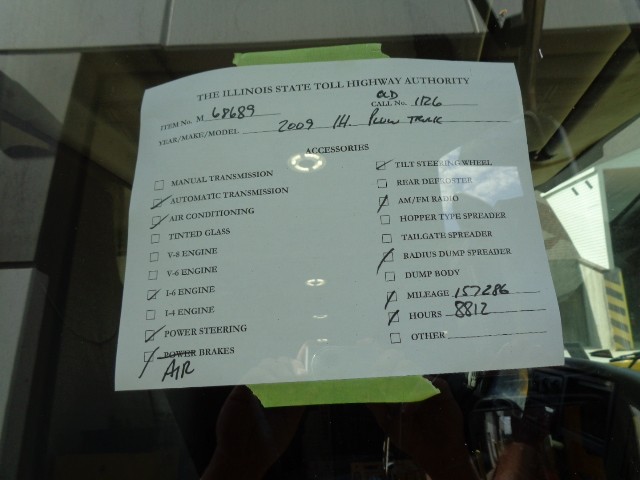 THE ILLINOIS STATE TOLL HIGHWAY AUTHORITY
ITEM No. M 68689
OLD
CALL No. 1126
YEAR/MAKE/MODEL 2009 IH. Plow Truck
ACCESSORIES
MANUAL TRANSMISSION
AUTOMATIC TRANSMISSION
AIR CONDITIONING
TINTED GLASS
V-8 ENGINE
V-6 ENGINE
I-6 ENGINE
I-4 ENGINE
POWER STEERING
POWER BRAKES
AIR
TILT STEERING WHEEL
REAR DEFROSTER
AM/FM RADIO
HOPPER TYPE SPREADER
TAILGATE SPREADER
RADIUS DUMP SPREADER
DUMP BODY
MILEAGE 157286
HOURS 8812
OTHER